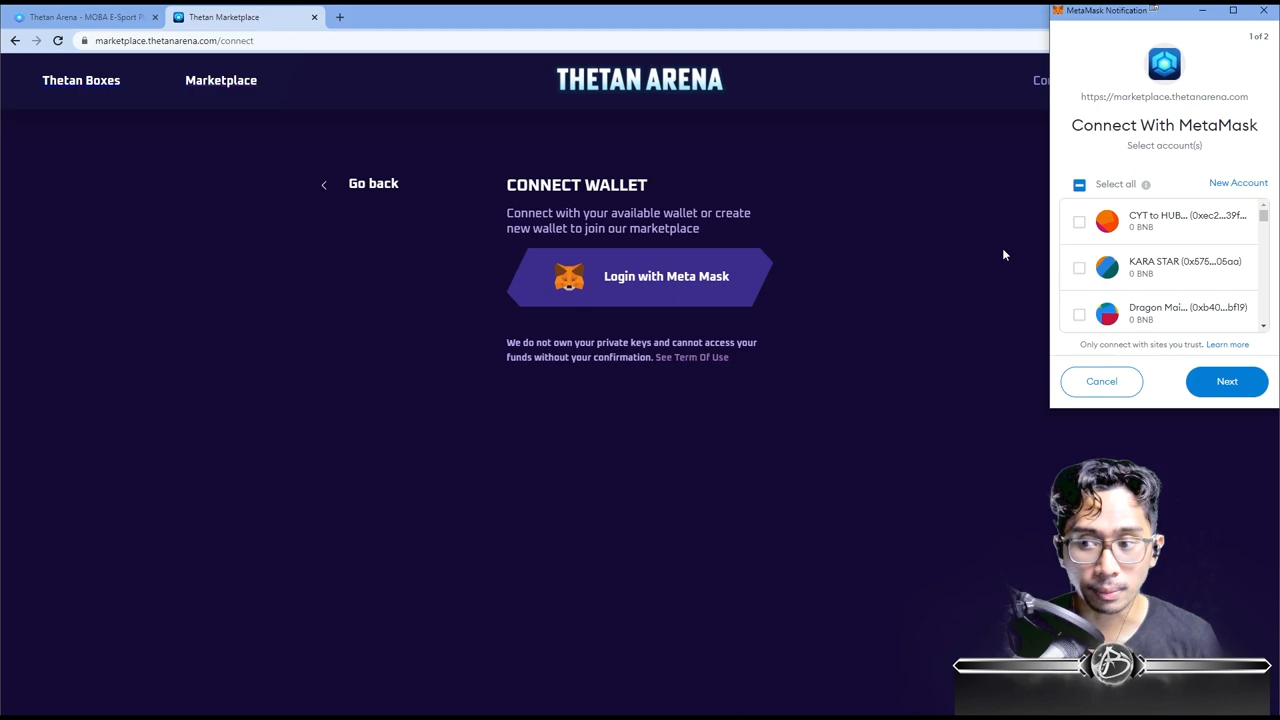 Thetan Arena - MOBA E-Sport Pl
Thetan Marketplace
marketplace.thetanarena.com/connect
Thetan Boxes
Marketplace
THETAN ARENA
Go back
CONNECT WALLET
Connect with your available wallet or create
new wallet to join our marketplace
Login with Meta Mask
We do not own your private keys and cannot access your
funds without your confirmation. See Term Of Use
MetaMask Notification
1 of 2
https://marketplace.thetanarena.com
Connect With MetaMask
Select account(s)
Select all
New Account
CYT to HUB... (0xec2...39f...
0 BNB
KARA STAR (0x575...05aa)
0 BNB
Dragon Mai... (0xb40...bf19)
0 BNB
Only connect with sites you trust. Learn more
Cancel
Next